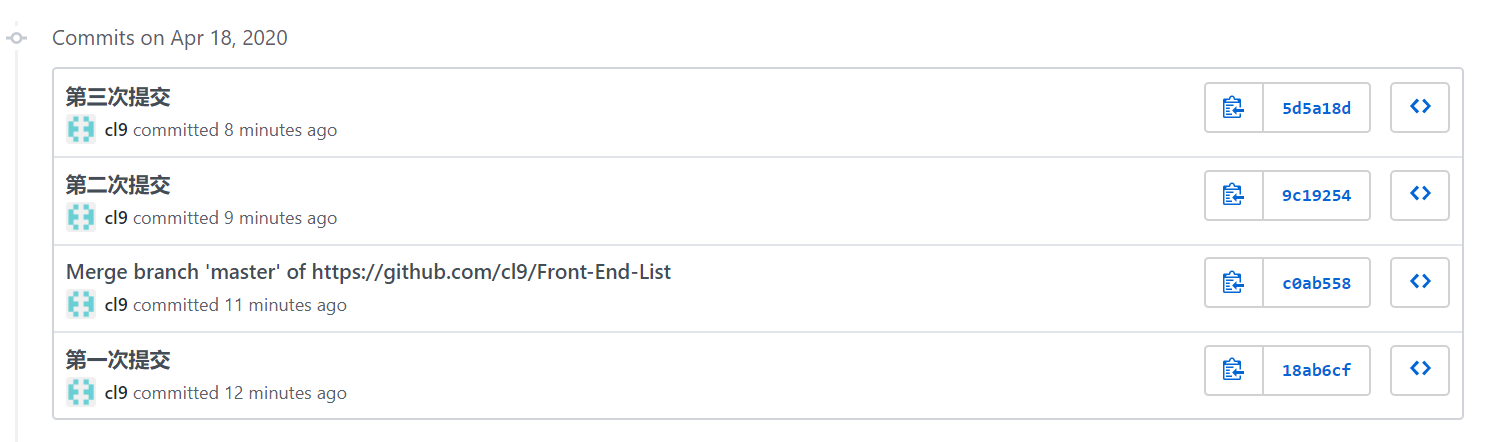 Commits on Apr 18, 2020
第三次提交
cl9 committed 8 minutes ago
5d5a18d
第二次提交
cl9 committed 9 minutes ago
9c19254
Merge branch 'master' of https://github.com/cl9/Front-End-List
cl9 committed 11 minutes ago
c0ab558
第一次提交
cl9 committed 12 minutes ago
18ab6cf